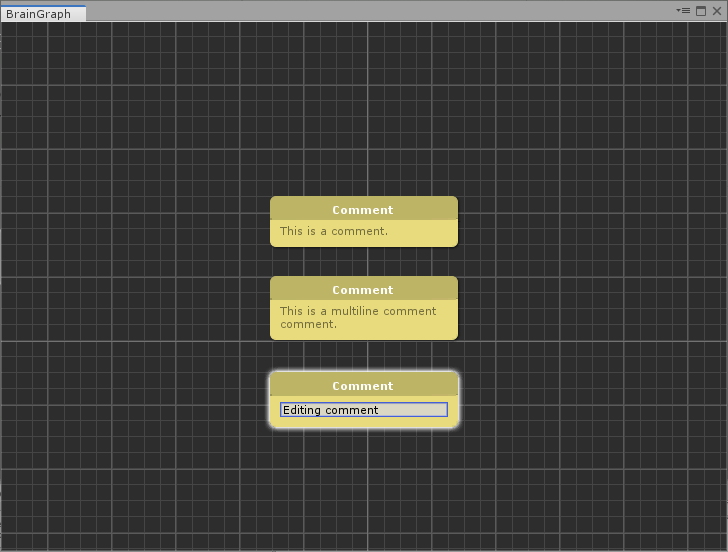 BrainGraph
Comment
This is a comment.
Comment
This is a multiline comment
comment.
Comment
Editing comment